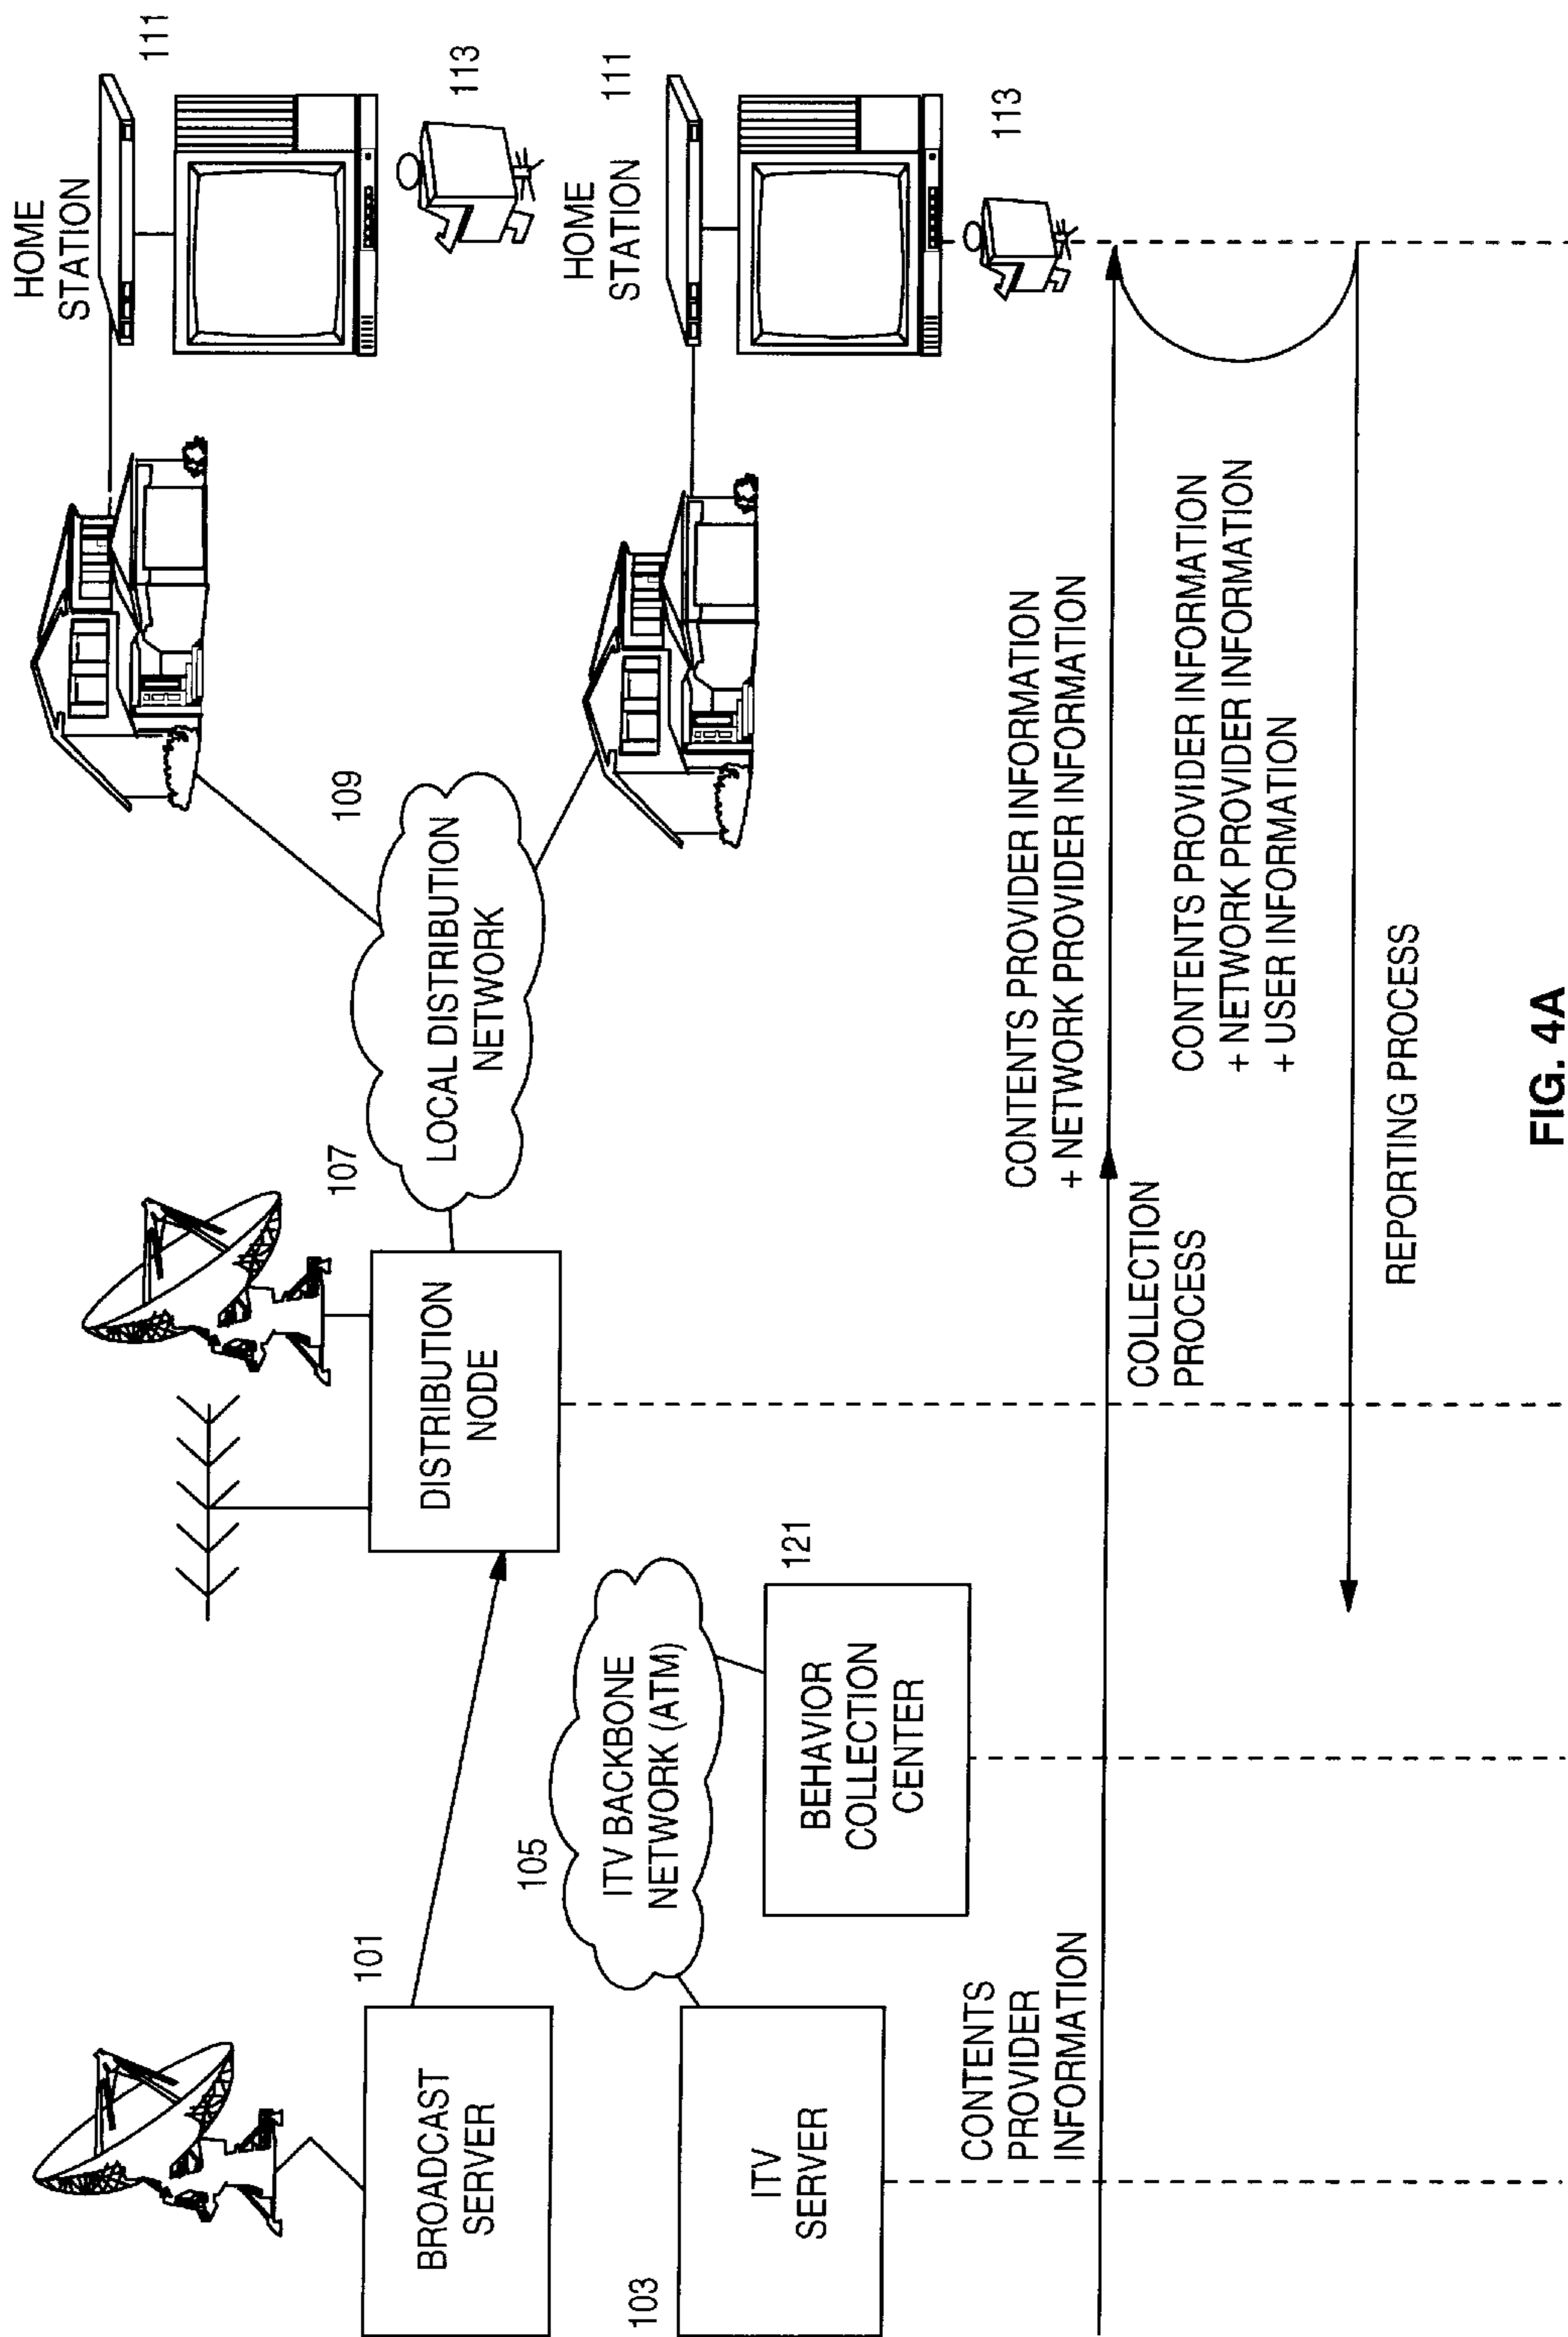 HOME
STATION
111
113
HOME
STATION
111
113
109
LOCAL DISTRIBUTION
NETWORK
107
DISTRIBUTION
NODE
101
BROADCAST
SERVER
105
ITV BACKBONE
NETWORK (ATM)
121
BEHAVIOR
COLLECTION
CENTER
103
ITV
SERVER
CONTENTS
PROVIDER
INFORMATION
COLLECTION
PROCESS
CONTENTS PROVIDER INFORMATION
+ NETWORK PROVIDER INFORMATION
CONTENTS PROVIDER INFORMATION
+ NETWORK PROVIDER INFORMATION
+ USER INFORMATION
REPORTING PROCESS
FIG. 4A